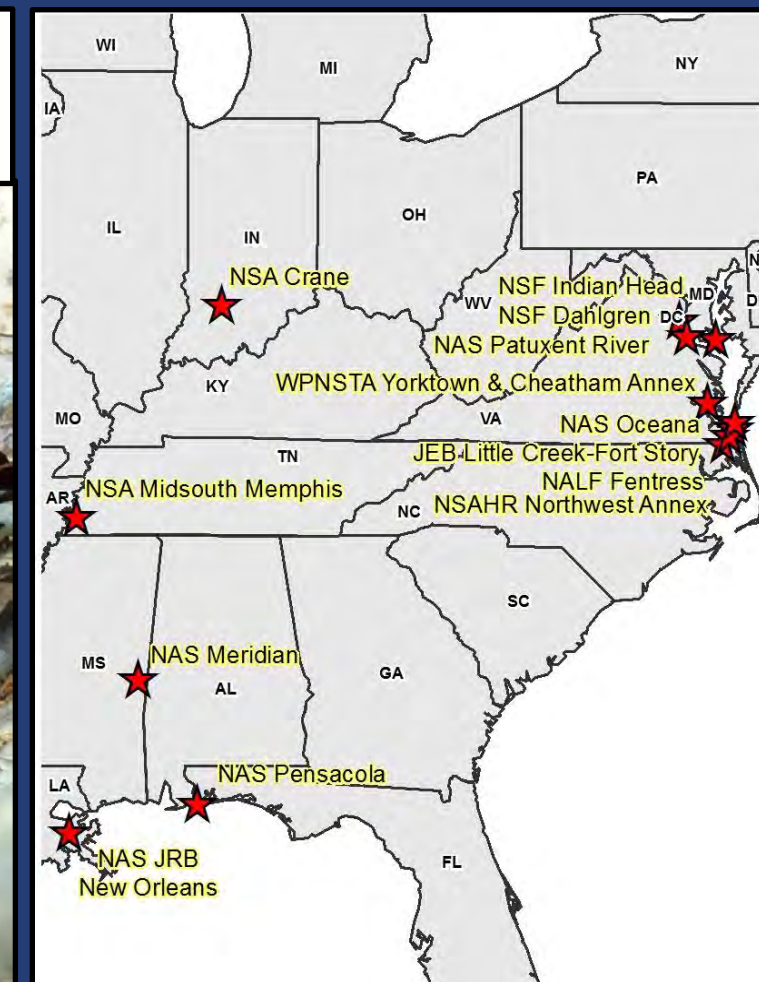 WI
MI
NY
IA
PA
IL
IN
OH
NSA Crane
WV
NSF Indian Head
MD
N
D
NSF Dahlgren
DC
NAS Patuxent River
KY
WPNSTA Yorktown & Cheatham Annex
MO
VA
NAS Oceana
TN
JEB Little Creek-Fort Story
AR
NSA Midsouth Memphis
NALF Fentress
NC
NSAHR Northwest Annex
SC
MS
NAS Meridian
AL
GA
NAS Pensacola
LA
NAS JRB
New Orleans
FL